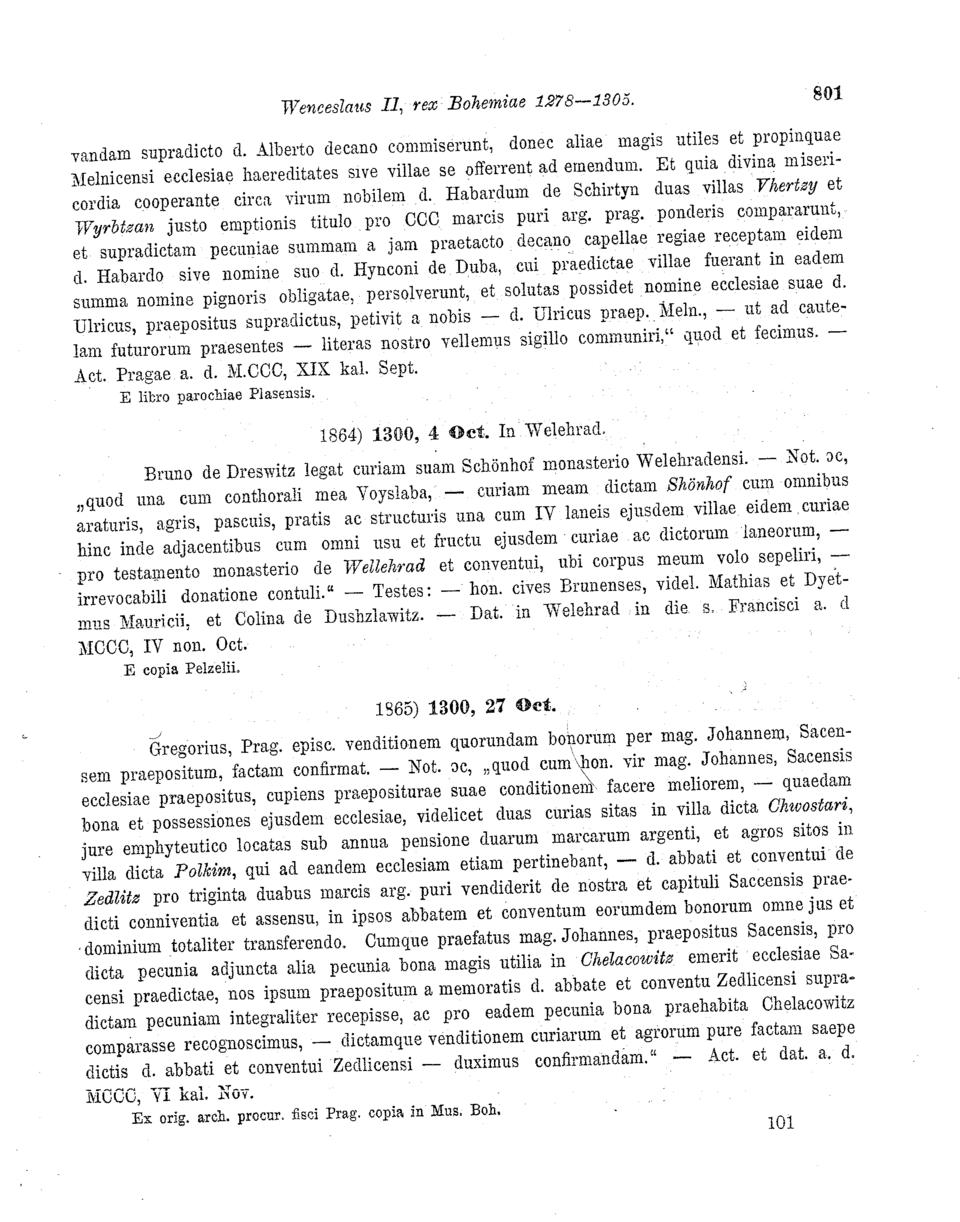 Wenceslaus II, rex Bohemiae 1278—1305.
801
vandam supradicto d. Alberto decano commiserunt, donec aliae magis utiles et propinquae
Melnicensi ecclesiae haereditates sive villae se offerrent ad emendum. Et quia divina miseri-
cordia cooperante circa virum nobilem d. Habardum de Schirtyn duas villas Vhertzy et
Wyrbtzan justo emptionis titulo pro CCC marcis puri arg. prag. ponderis compararunt,
et supradictam pecuniae summam a jam praetacto decano capellae regiae receptam eidem
d. Habardo sive nomine suo d. Hynconi de Duba, cui praedictae villae fuerant in eadem
summa nomine pignoris obligatae, persolverunt, et solutas possidet nomine ecclesiae suae d.
Ulricus, praepositus supradictus, petivit a nobis — d. Ulricus praep. Meln., — ut ad caute-
lam futurorum praesentes — literas nostro vellemus sigillo communiri,“ quod et fecimus. —
Act. Pragae a. d. M.CCC, XIX kal. Sept.
E libro parochiae Plasensis.
1864) 1300, 4 Oct. In Welehrad.
Bruno de Dreswitz legat curiam suam Schönhof monasterio Welehradensi. — Not. ɔc,
„quod una cum conthorali mea Voyslaba, — curiam meam dictam Shönhof cum omnibus
araturis, agris, pascuis, pratis ac structuris una cum IV laneis ejusdem villae eidem curiae
hinc inde adjacentibus cum omni usu et fructu ejusdem curiae ac dictorum laneorum, —
pro testamento monasterio de Wellehrad et conventui, ubi corpus meum volo sepeliri, —
irrevocabili donatione contuli.“ — Testes: — hon. cives Brunenses, videl. Mathias et Dyet-
mus Mauricii, et Colina de Dushzlawitz. — Dat. in Welehrad in die s. Francisci a. d
MCCC, IV non. Oct.
E copia Pelzelii.
1865) 1300, 27 Oct.
Gregorius, Prag. episc. venditionem quorundam bonorum per mag. Johannem, Sacen-
sem praepositum, factam confirmat. — Not. ɔc, „quod cum hon. vir mag. Johannes, Sacensis
ecclesiae praepositus, cupiens praepositurae suae conditionem facere meliorem, — quaedam
bona et possessiones ejusdem ecclesiae, videlicet duas curias sitas in villa dicta Chwostari,
jure emphyteutico locatas sub annua pensione duarum marcarum argenti, et agros sitos in
villa dicta Polkim, qui ad eandem ecclesiam etiam pertinebant, — d. abbati et conventui de
Zedlitz pro triginta duabus marcis arg. puri vendiderit de nostra et capituli Saccensis prae-
dicti conniventia et assensu, in ipsos abbatem et conventum eorumdem bonorum omne jus et
dominium totaliter transferendo. Cumque praefatus mag. Johannes, praepositus Sacensis, pro
dicta pecunia adjuncta alia pecunia bona magis utilia in Chelacowitz emerit ecclesiae Sa-
censi praedictae, nos ipsum praepositum a memoratis d. abbate et conventu Zedlicensi supra-
dictam pecuniam integraliter recepisse, ac pro eadem pecunia bona praehabita Chelacowitz
comparasse recognoscimus, — dictamque venditionem curiarum et agrorum pure factam saepe
dictis d. abbati et conventui Zedlicensi — duximus confirmandam.“ — Act. et dat. a. d.
MCCC, VI kal. Nov.
Ex orig. arch. procur. fisci Prag. copia in Mus. Boh.
101